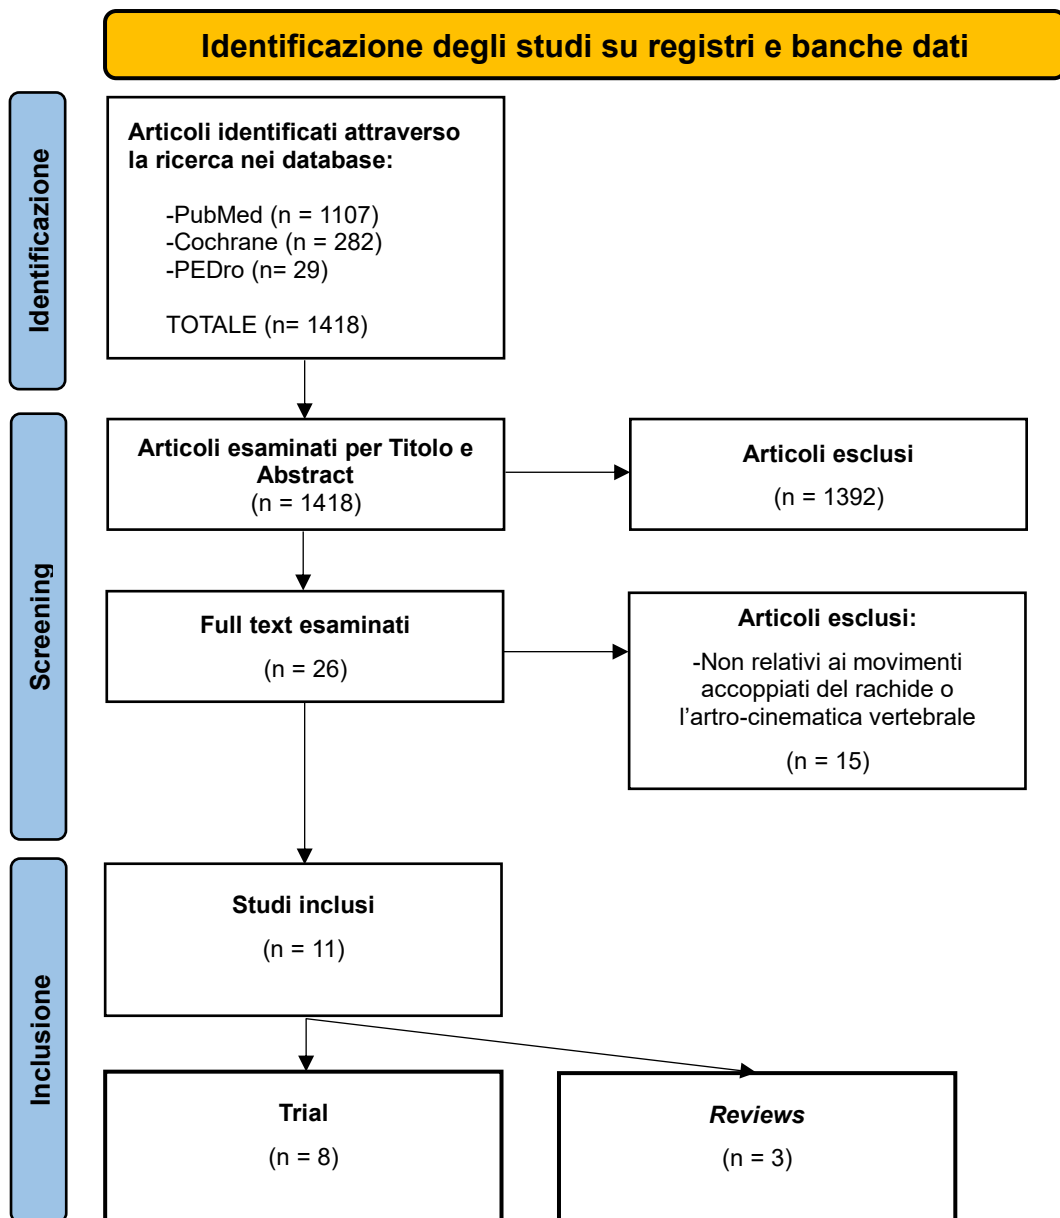 Identificazione degli studi su registri e banche dati
Identificazione
Articoli identificati attraverso
la ricerca nei database:
-PubMed (n = 1107)
-Cochrane (n = 282)
-PEDro (n= 29)
TOTALE (n= 1418)
Screening
Articoli esaminati per Titolo e
Abstract
(n = 1418)
Articoli esclusi
(n = 1392)
Full text esaminati
(n = 26)
Articoli esclusi:
-Non relativi ai movimenti
accoppiati del rachide o
l’artro-cinematica vertebrale
(n = 15)
Inclusione
Studi inclusi
(n = 11)
Trial
(n = 8)
Reviews
(n = 3)